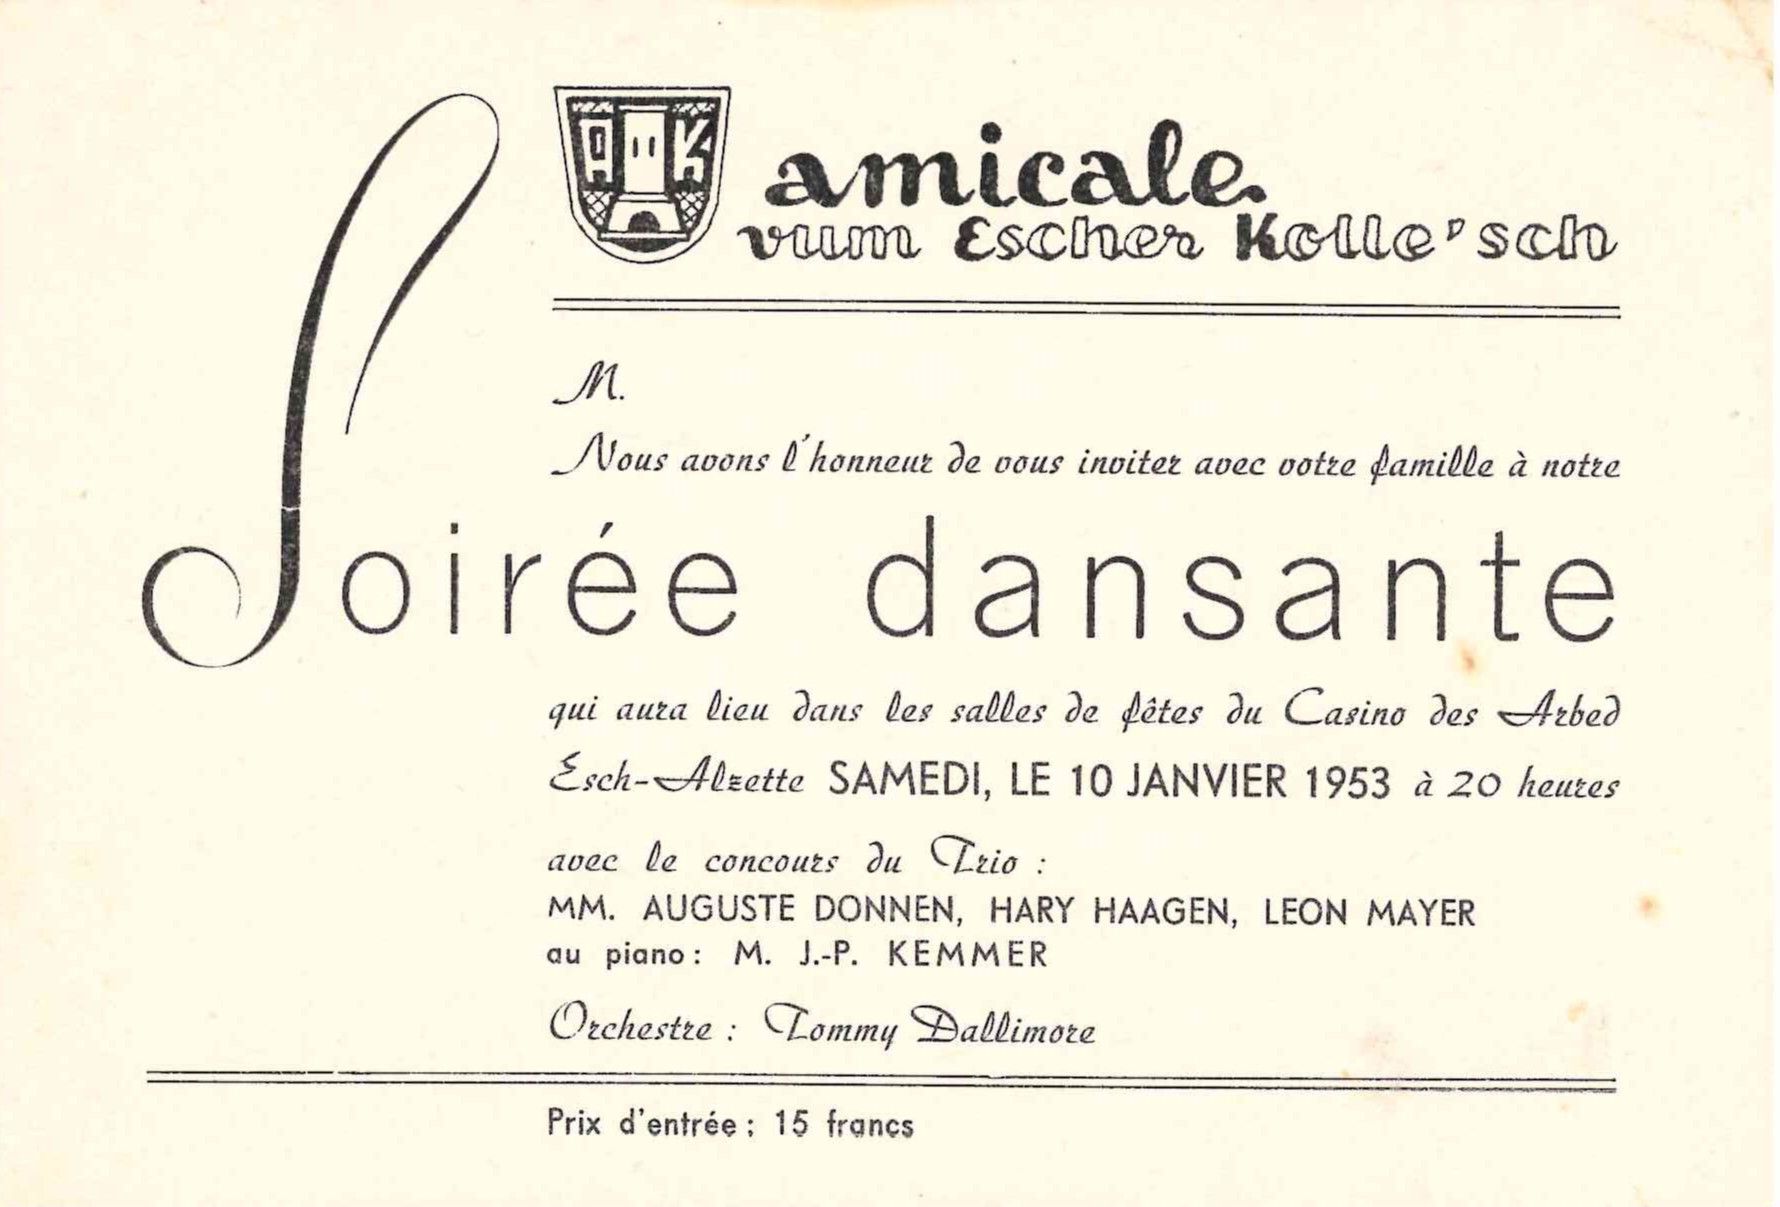 A K
amicale
vum Escher Kolle'sch
M.
Nous avons l'honneur de vous inviter avec votre famille à notre
Soirée dansante
qui aura lieu dans les salles de fêtes du Casino des Arbed
Esch-Alzette SAMEDI, LE 10 JANVIER 1953 à 20 heures
avec le concours du Trio :
MM. AUGUSTE DONNEN, HARY HAAGEN, LEON MAYER
au piano : M. J.-P. KEMMER
Orchestre : Tommy Dallimore
Prix d'entrée : 15 francs